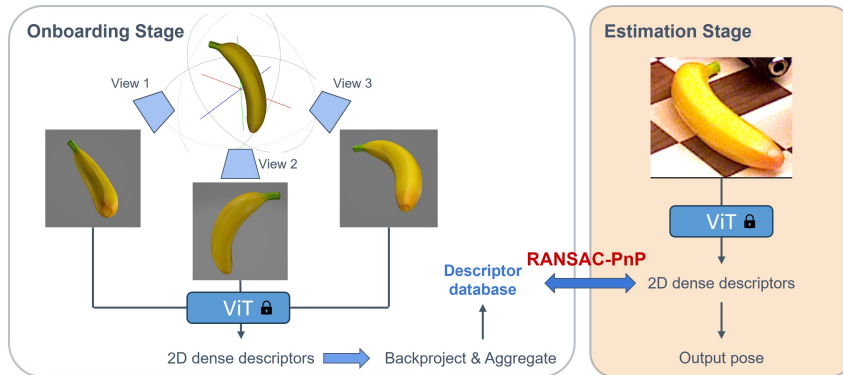 Onboarding Stage
View 1
View 3
View 2
ViT
2D dense descriptors
Backproject & Aggregate
Descriptor
database
RANSAC-PnP
Estimation Stage
ViT
2D dense descriptors
Output pose